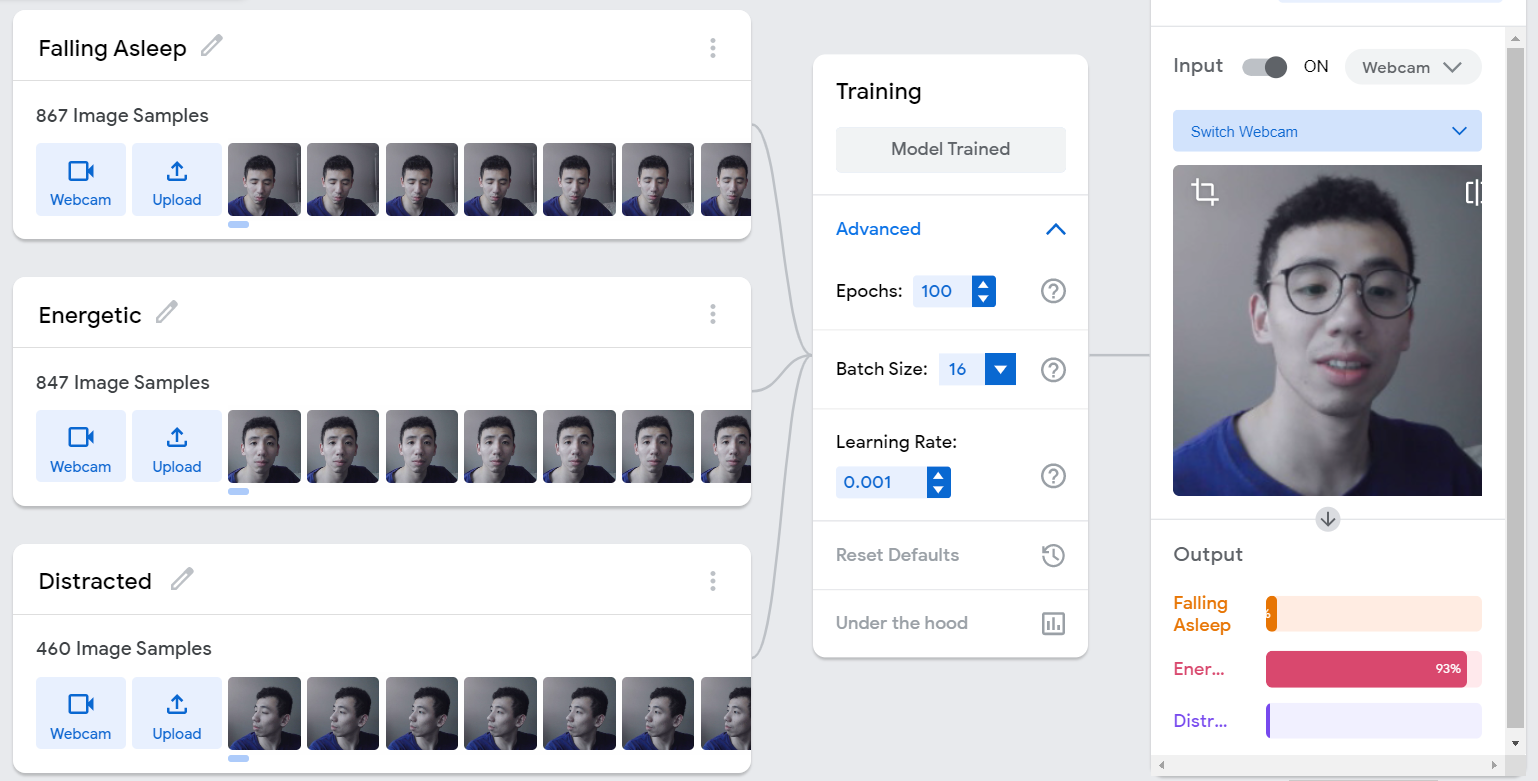 Falling Asleep
867 Image Samples
Webcam
Upload
Energetic
847 Image Samples
Webcam
Upload
Distracted
460 Image Samples
Webcam
Upload
Training
Model Trained
Advanced
Epochs: 100
Batch Size: 16
Learning Rate:
0.001
Reset Defaults
Under the hood
Input ON Webcam
Switch Webcam
Output
Falling
Asleep
Ener... 93%
Distr...